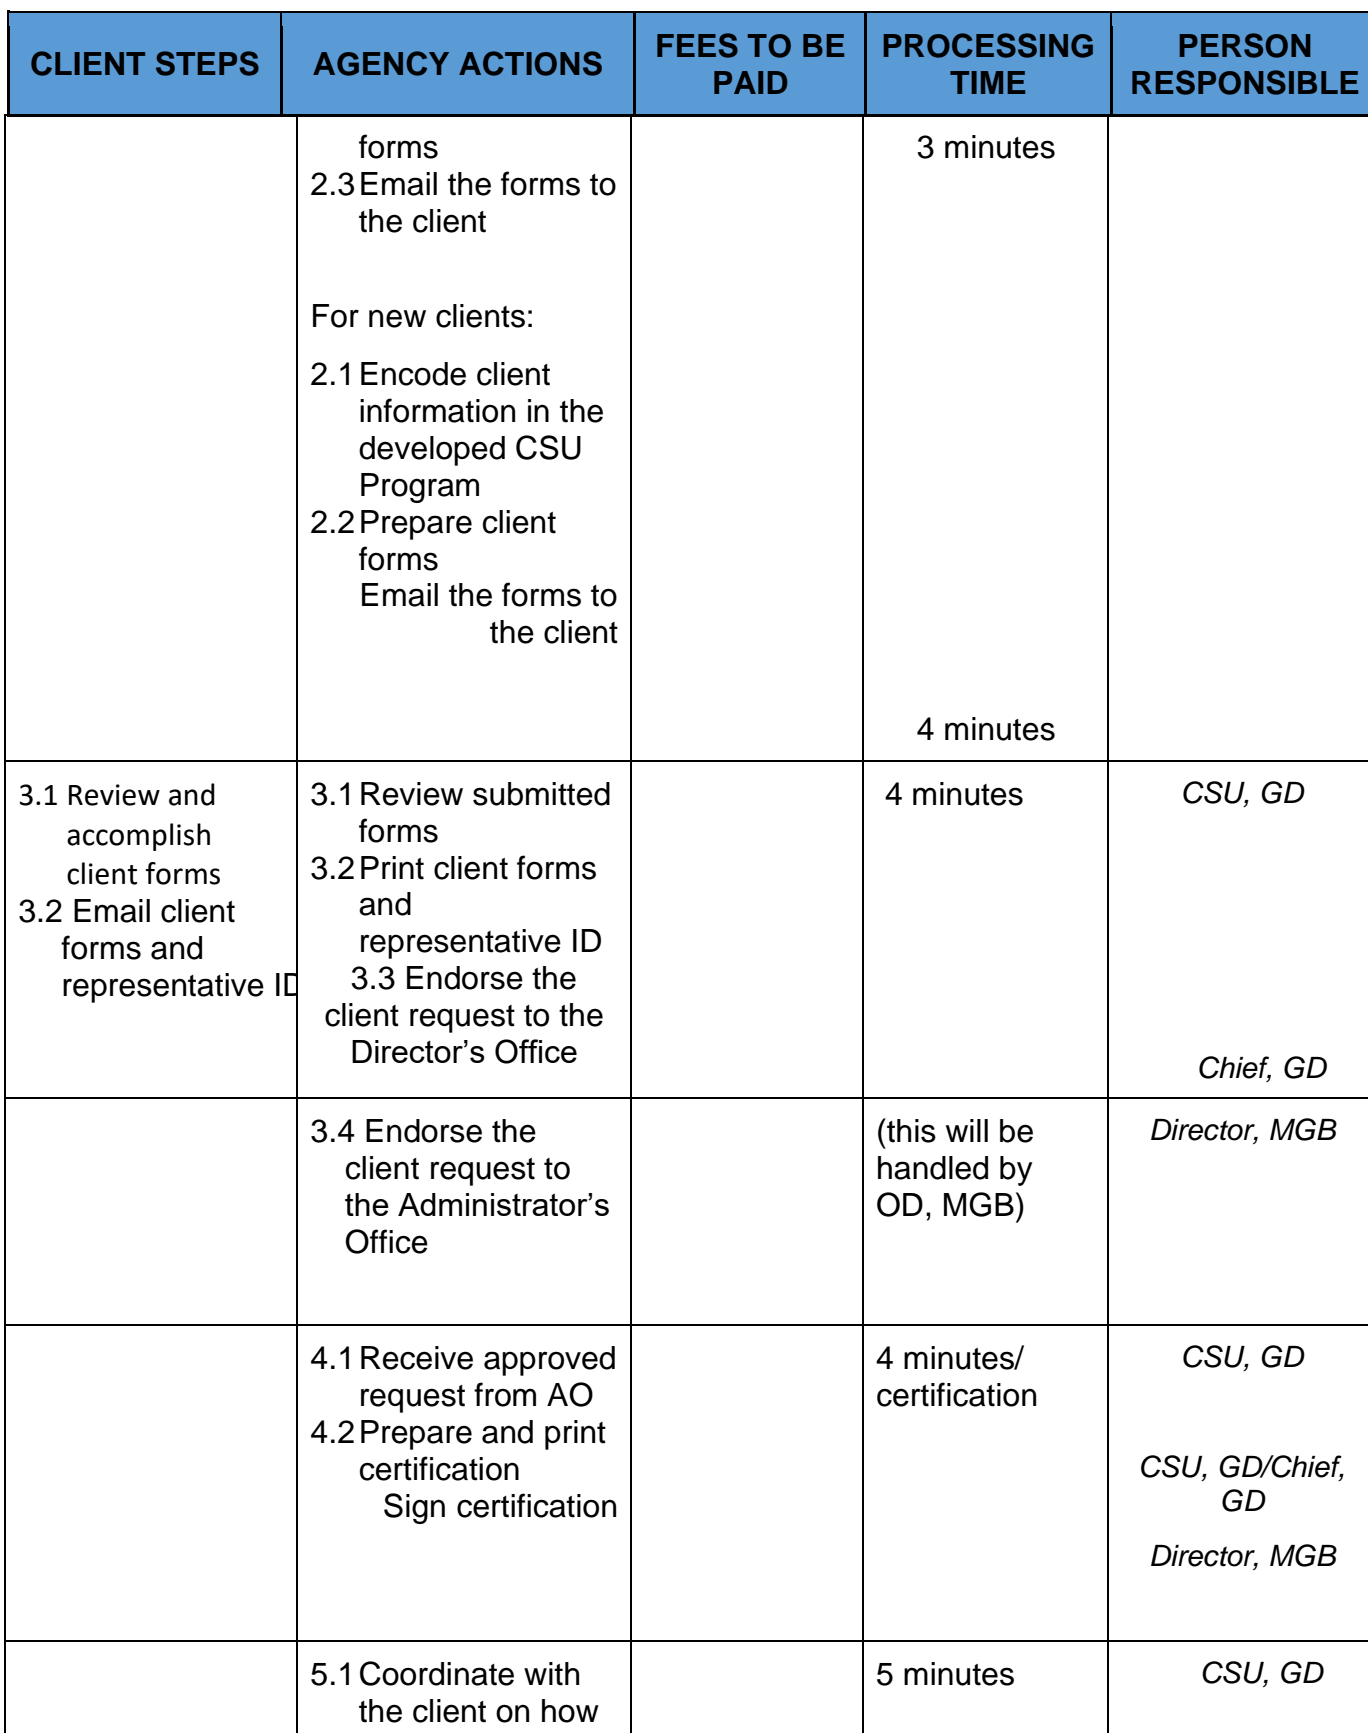 CLIENT STEPS
AGENCY ACTIONS
FEES TO BE
PAID
PROCESSING
TIME
PERSON
RESPONSIBLE
forms
2.3 Email the forms to
the client
For new clients:
2.1 Encode client
information in the
developed CSU
Program
2.2 Prepare client
forms
Email the forms to
the client
3 minutes
4 minutes
3.1 Review and
accomplish
client forms
3.2 Email client
forms and
representative ID
3.1 Review submitted
forms
3.2 Print client forms
and
representative ID
3.3 Endorse the
client request to the
Director’s Office
4 minutes
CSU, GD
Chief, GD
3.4 Endorse the
client request to
the Administrator’s
Office
(this will be
handled by
OD, MGB)
Director, MGB
4.1 Receive approved
request from AO
4.2 Prepare and print
certification
Sign certification
4 minutes/
certification
CSU, GD
CSU, GD/Chief,
GD
Director, MGB
5.1 Coordinate with
the client on how
5 minutes
CSU, GD